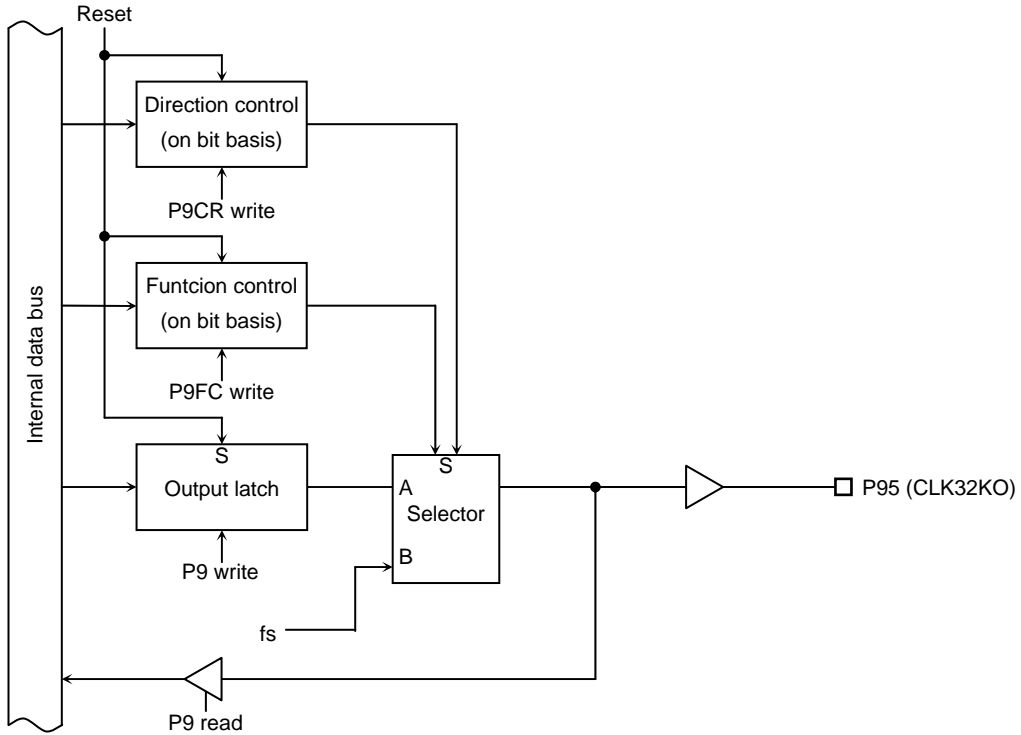 Reset
Direction control
(on bit basis)
P9CR write
Funtcion control
(on bit basis)
P9FC write
Internal data bus
S
Output latch
P9 write
S
A
Selector
B
fs
P95 (CLK32KO)
P9 read